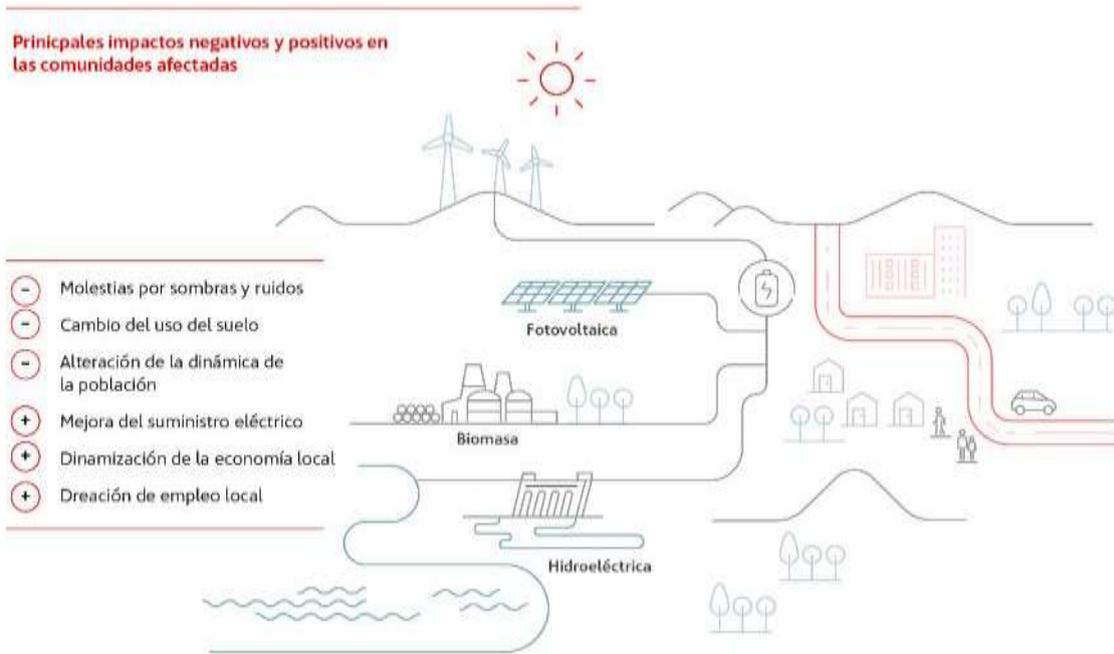 Prinicpales impactos negativos y positivos en
las comunidades afectadas
- Molestias por sombras y ruidos
- Cambio del uso del suelo
- Alteración de la dinámica de
la población
+ Mejora del suministro eléctrico
+ Dinamización de la economía local
+ Dreación de empleo local
Fotovoltaica
Biomasa
Hidroeléctrica